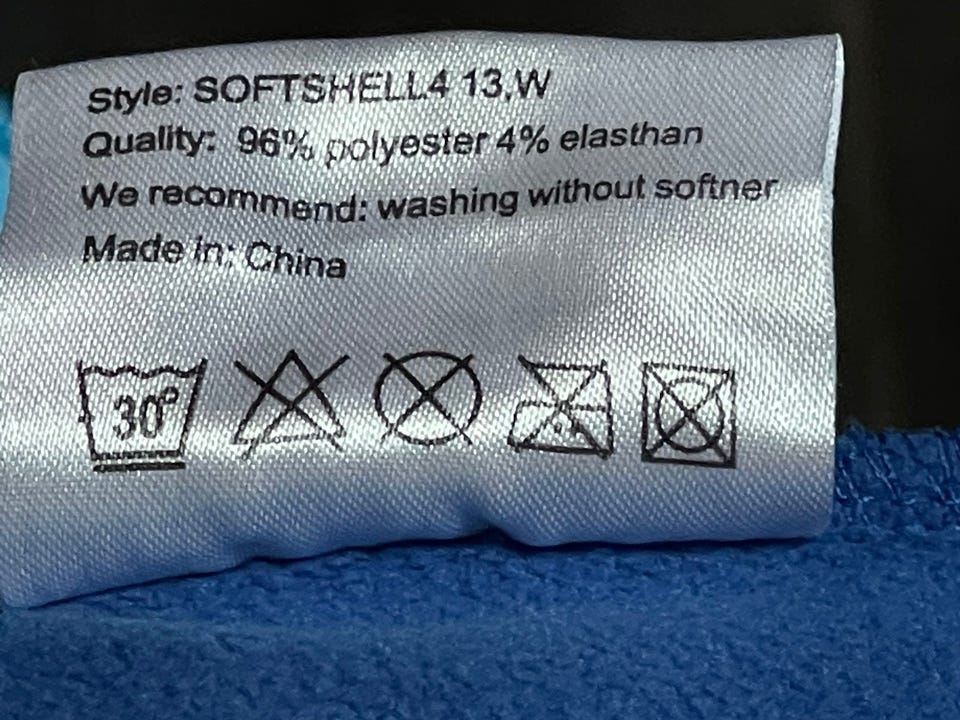 Style: SOFTSHELL4 13,W
Quality: 96% polyester 4% elasthan
We recommend: washing without softner
Made in: China
30°